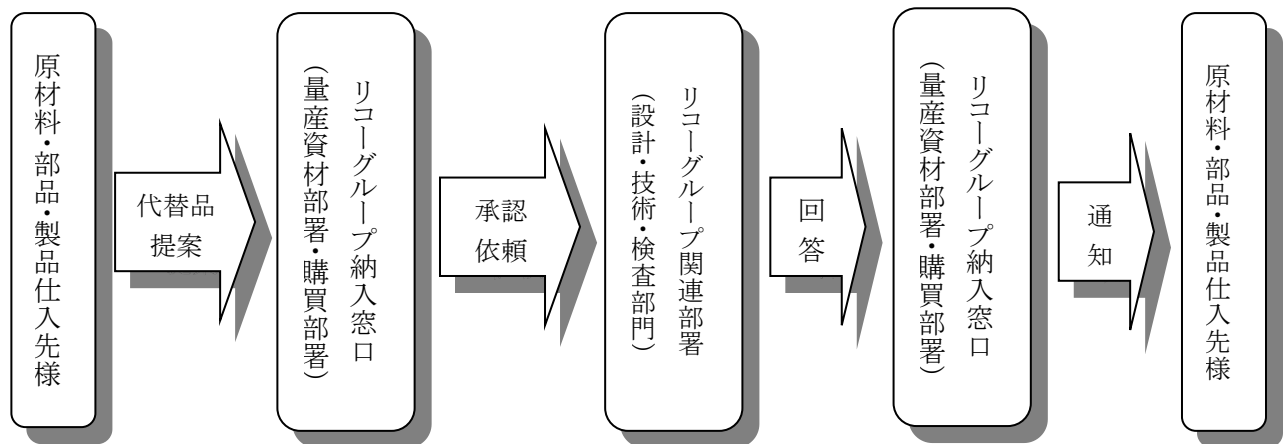 原材料・部品・製品仕入先様
代替品
提案
リコーグループ納入窓口
(量産資材部署・購買部署)
承認
依頼
リコーグループ関連部署
(設計・技術・検査部門)
回
答
リコーグループ納入窓口
(量産資材部署・購買部署)
通
知
原材料・部品・製品仕入先様